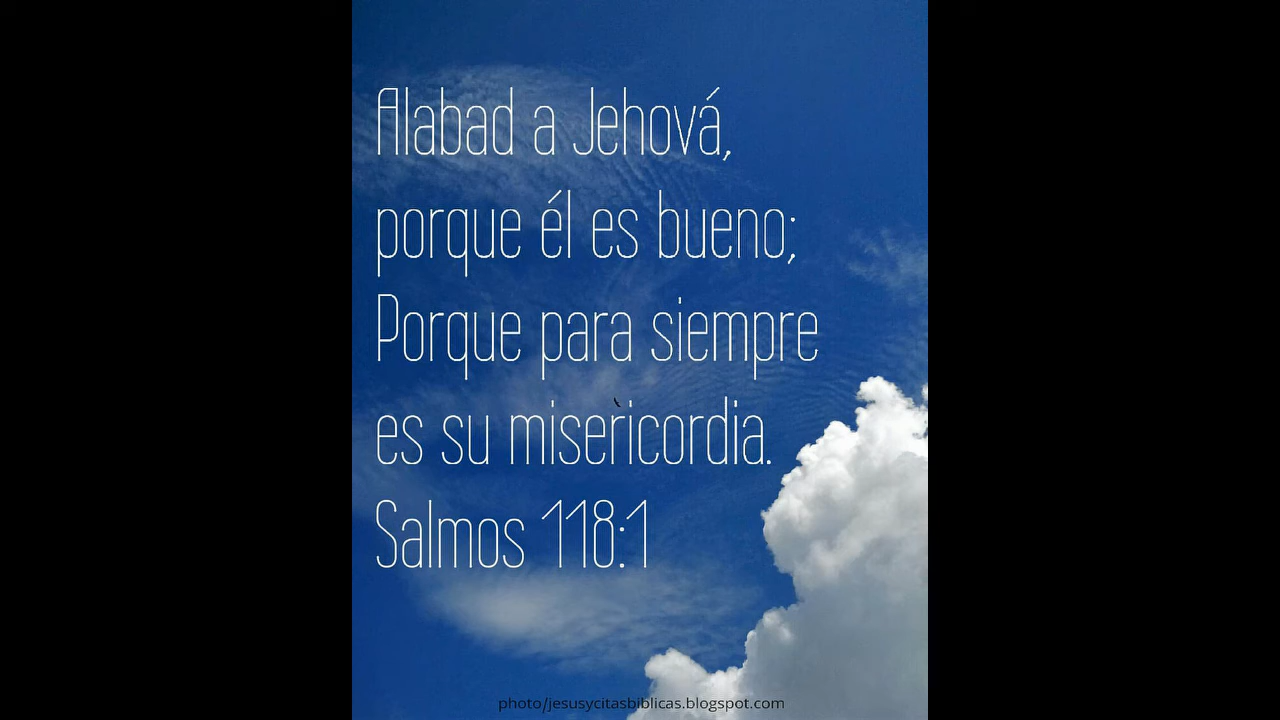 Alabad a Jehová,
porque él es bueno;
Porque para siempre
es su misericordia.
Salmos 118:1
photo/jesusycitasbiblicas.blogspot.com